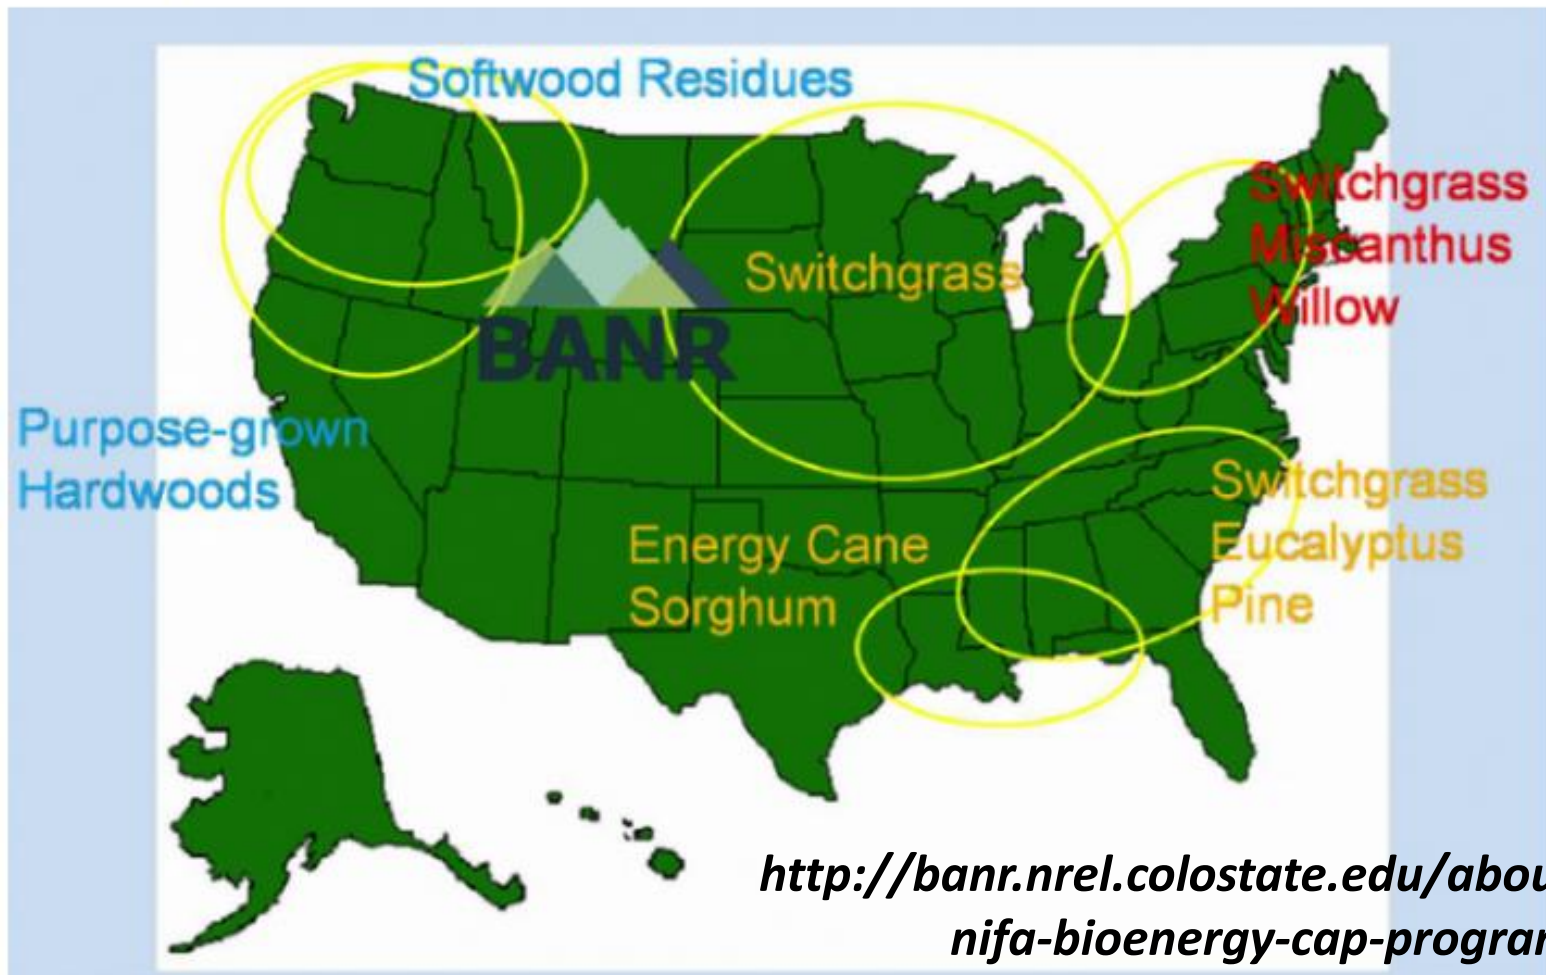 Softwood Residues
Switchgrass
Miscanthus
Willow
Switchgrass
BANR
Purpose-grown
Hardwoods
Switchgrass
Eucalyptus
Pine
Energy Cane
Sorghum
http://banr.nrel.colostate.edu/abou
nifa-bioenergy-cap-program